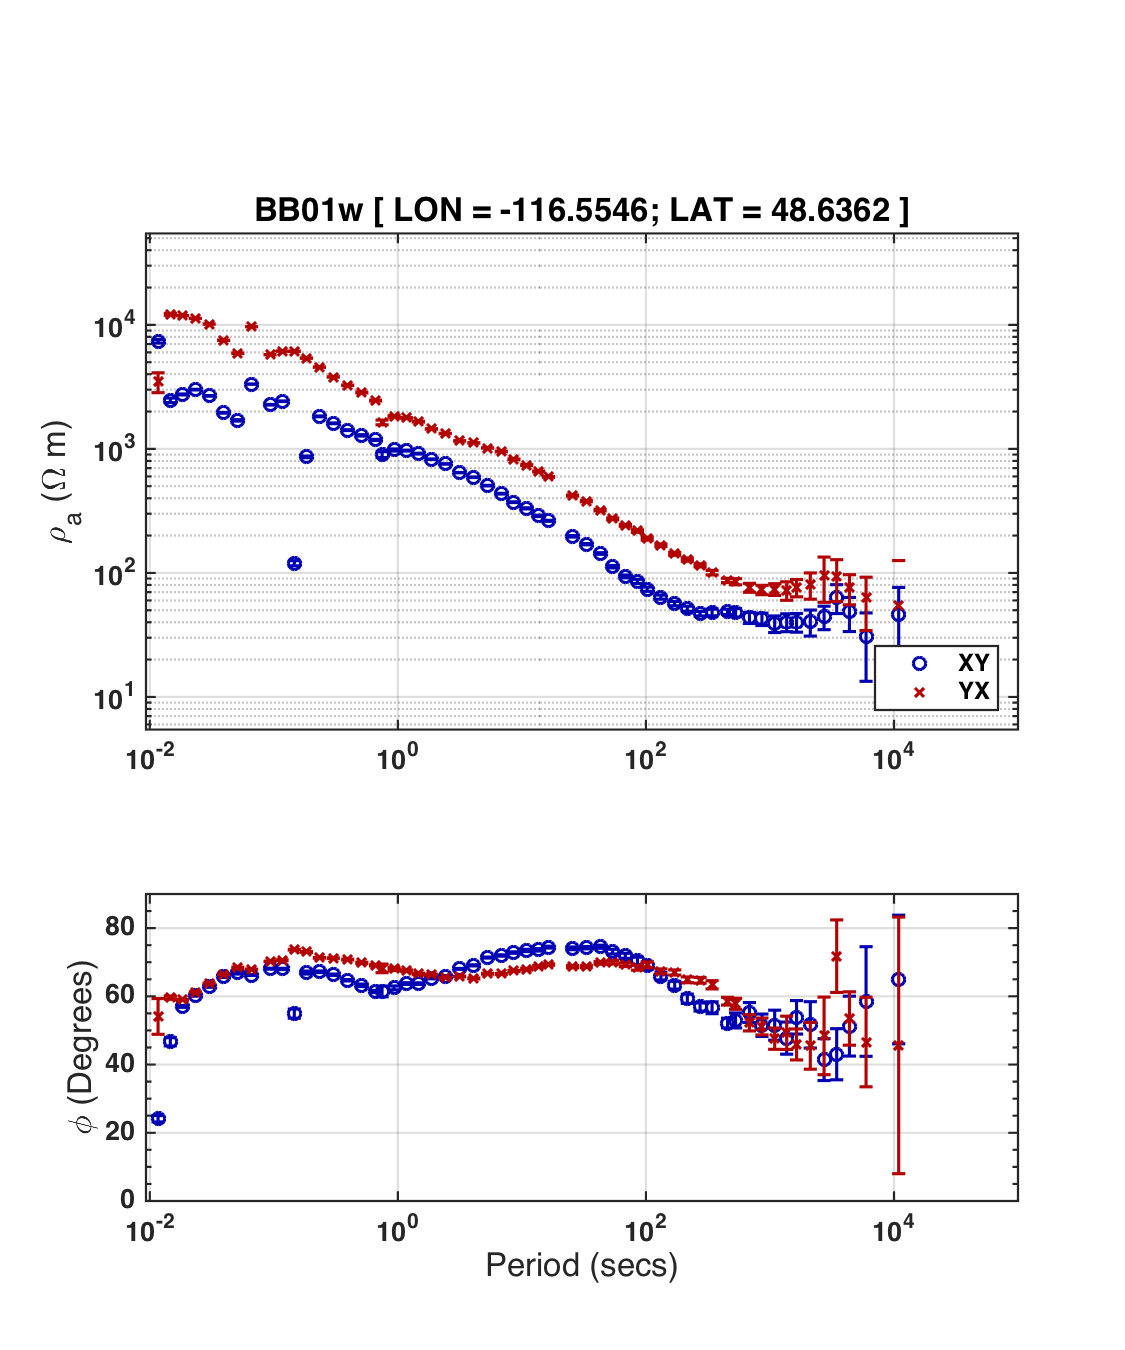 BB01w [ LON = -116.5546; LAT = 48.6362 ]
10^4
10^3
10^2
10^1
ρ_a (Ω m)
XY
YX
10^-2 10^0 10^2 10^4
80
60
40
20
0
ϕ (Degrees)
10^-2 10^0 10^2 10^4
Period (secs)